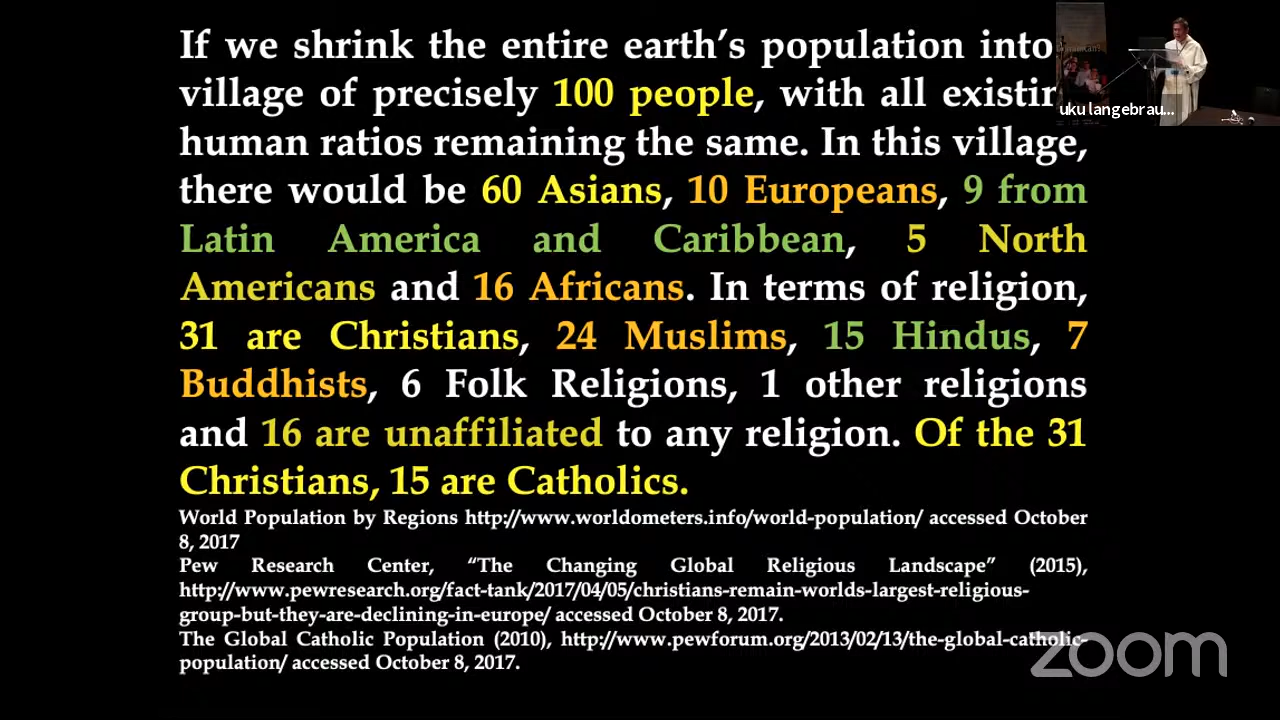 If we shrink the entire earth's population into
village of precisely 100 people, with all existin
human ratios remaining the same. In this village,
there would be 60 Asians, 10 Europeans, 9 from
Latin America and Caribbean, 5 North
Americans and 16 Africans. In terms of religion,
31 are Christians, 24 Muslims, 15 Hindus, 7
Buddhists, 6 Folk Religions, 1 other religions
and 16 are unaffiliated to any religion. Of the 31
Christians, 15 are Catholics.
World Population by Regions http://www.worldometers.info/world-population/ accessed October
8, 2017
Pew Research Center, “The Changing Global Religious Landscape” (2015),
http://www.pewresearch.org/fact-tank/2017/04/05/christians-remain-worlds-largest-religious-
group-but-they-are-declining-in-europe/ accessed October 8, 2017.
The Global Catholic Population (2010), http://www.pewforum.org/2013/02/13/the-global-catholic-
population/ accessed October 8, 2017.
uku langebrau...
zoom